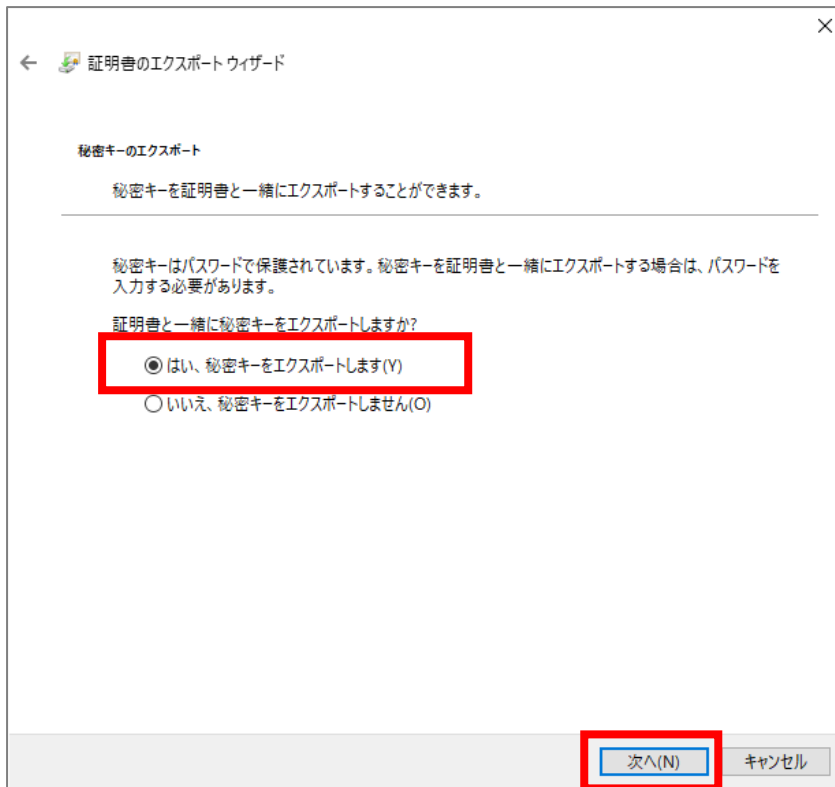 証明書のエクスポート ウィザード
秘密キーのエクスポート
秘密キーを証明書と一緒にエクスポートすることができます。
秘密キーはパスワードで保護されています。秘密キーを証明書と一緒にエクスポートする場合は、パスワードを
入力する必要があります。
証明書と一緒に秘密キーをエクスポートしますか?
はい、秘密キーをエクスポートします(Y)
いいえ、秘密キーをエクスポートしません(O)
次へ(N)
キャンセル